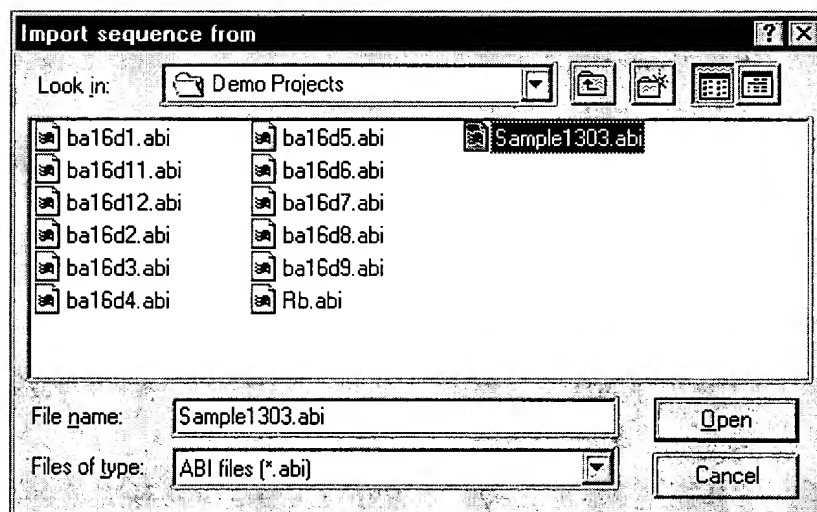 Import sequence from
Look in: Demo Projects
ba16d1.abi ba16d5.abi Sample1303.abi
ba16d11.abi ba16d6.abi
ba16d12.abi ba16d7.abi
ba16d2.abi ba16d8.abi
ba16d3.abi ba16d9.abi
ba16d4.abi Rb.abi
File name: Sample1303.abi Open
Files of type: ABI files (*.abi) Cancel